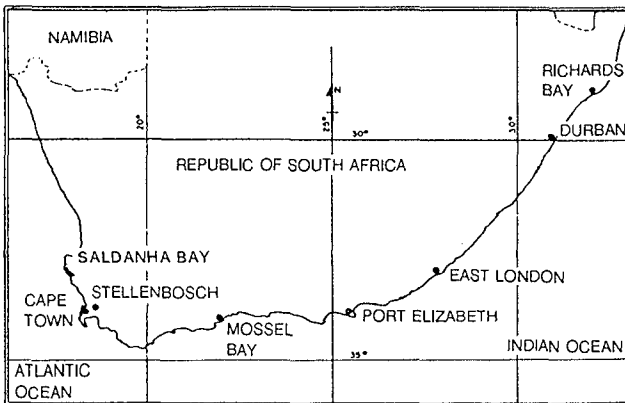 NAMIBIA
N
RICHARDS
BAY
20°
25°
30°
30°
DURBAN
REPUBLIC OF SOUTH AFRICA
SALDANHA BAY
EAST LONDON
STELLENBOSCH
CAPE
TOWN
MOSSEL
BAY
PORT ELIZABETH
35°
INDIAN OCEAN
ATLANTIC
OCEAN